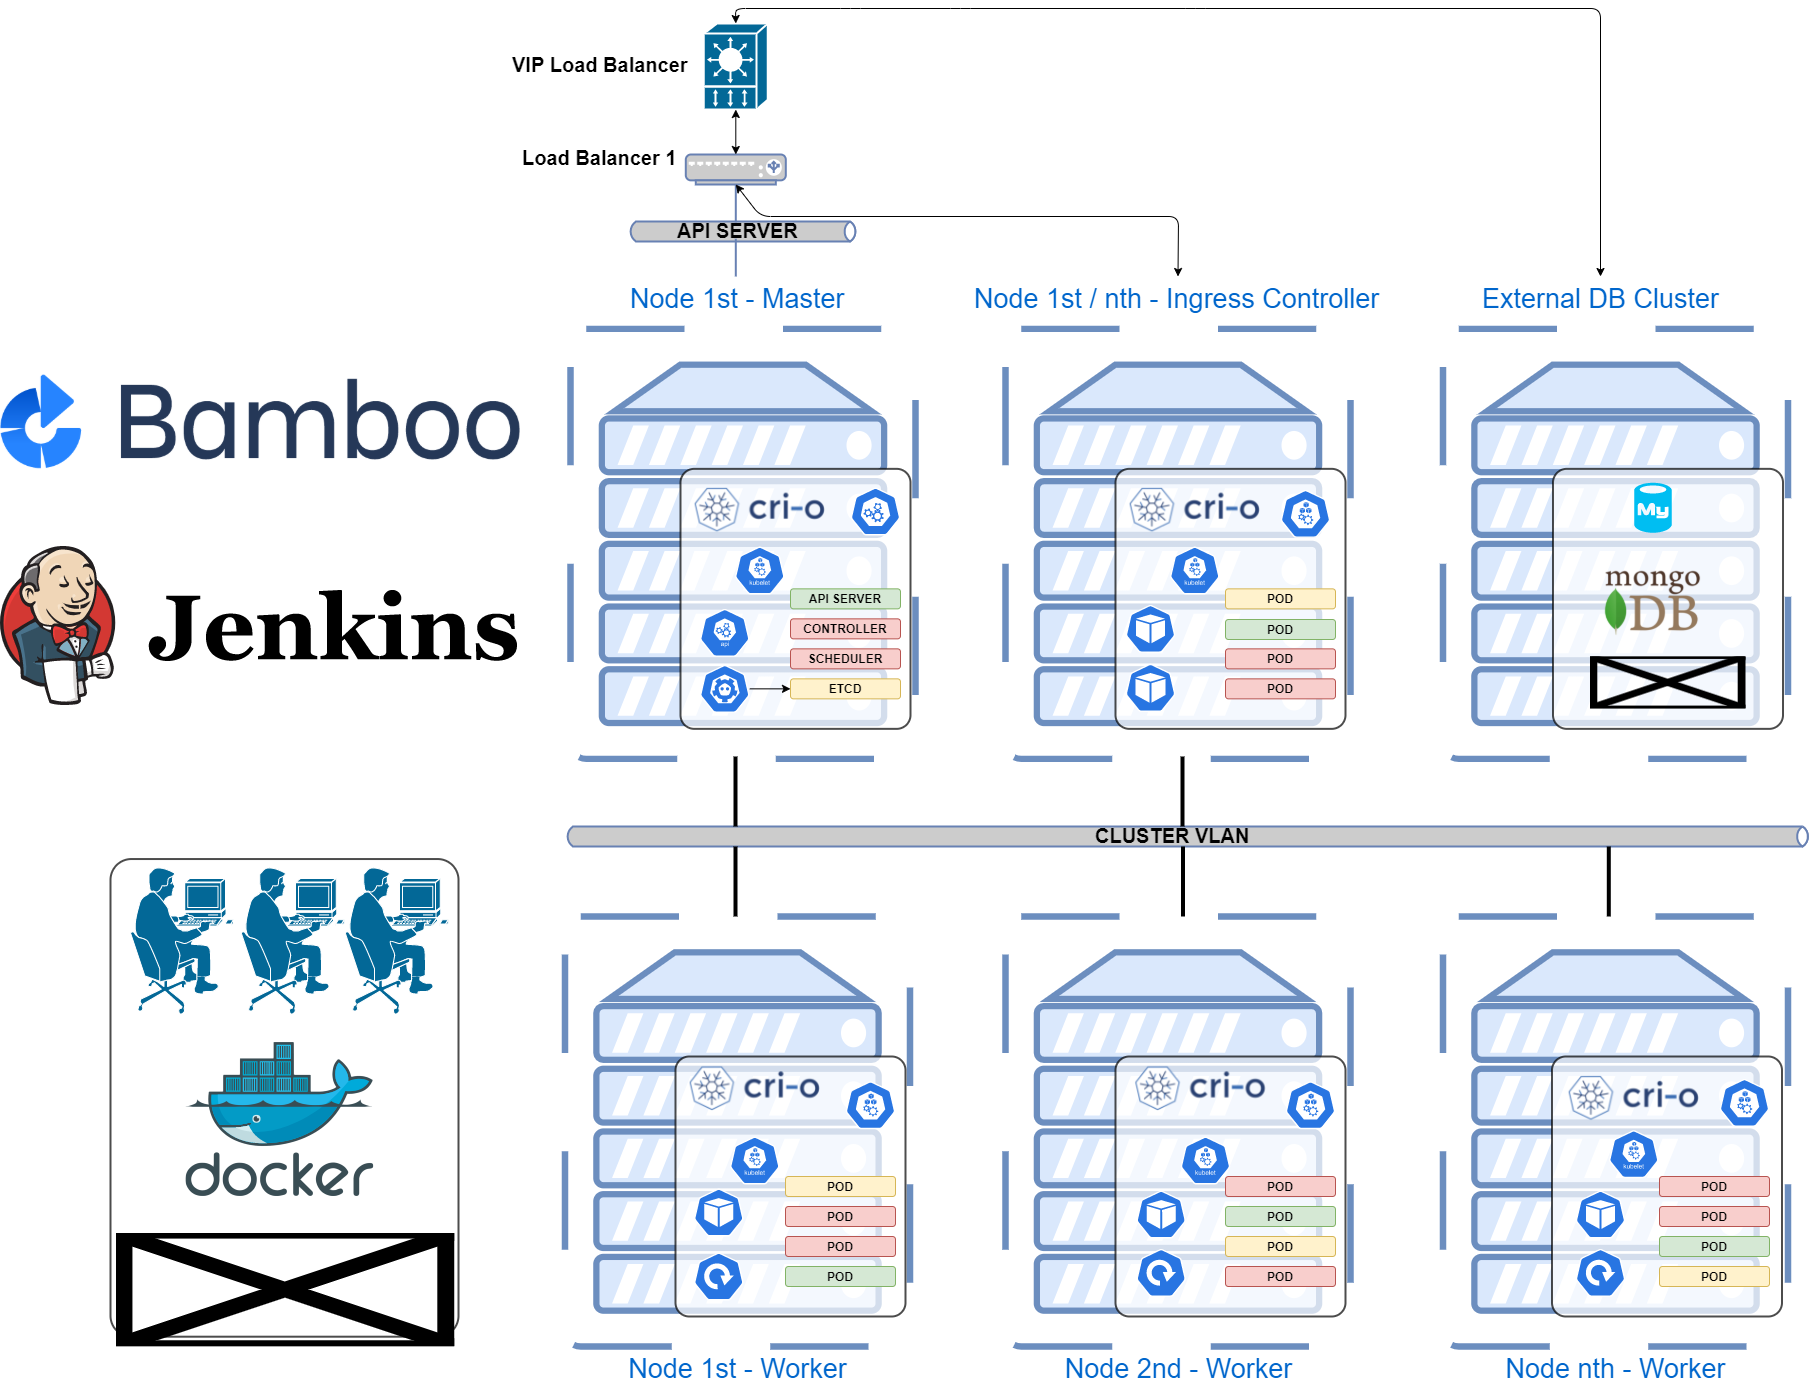 VIP Load Balancer
Load Balancer 1
API SERVER
Node 1st - Master
Node 1st / nth - Ingress Controller
External DB Cluster
Bamboo
Jenkins
cri-o
kubelet
API SERVER
api
CONTROLLER
SCHEDULER
ETCD
cri-o
kubelet
POD
POD
POD
POD
My
mongo
DB
CLUSTER VLAN
docker
cri-o
kubelet
POD
POD
POD
POD
Node 1st - Worker
cri-o
kubelet
POD
POD
POD
POD
Node 2nd - Worker
cri-o
kubelet
POD
POD
POD
POD
Node nth - Worker